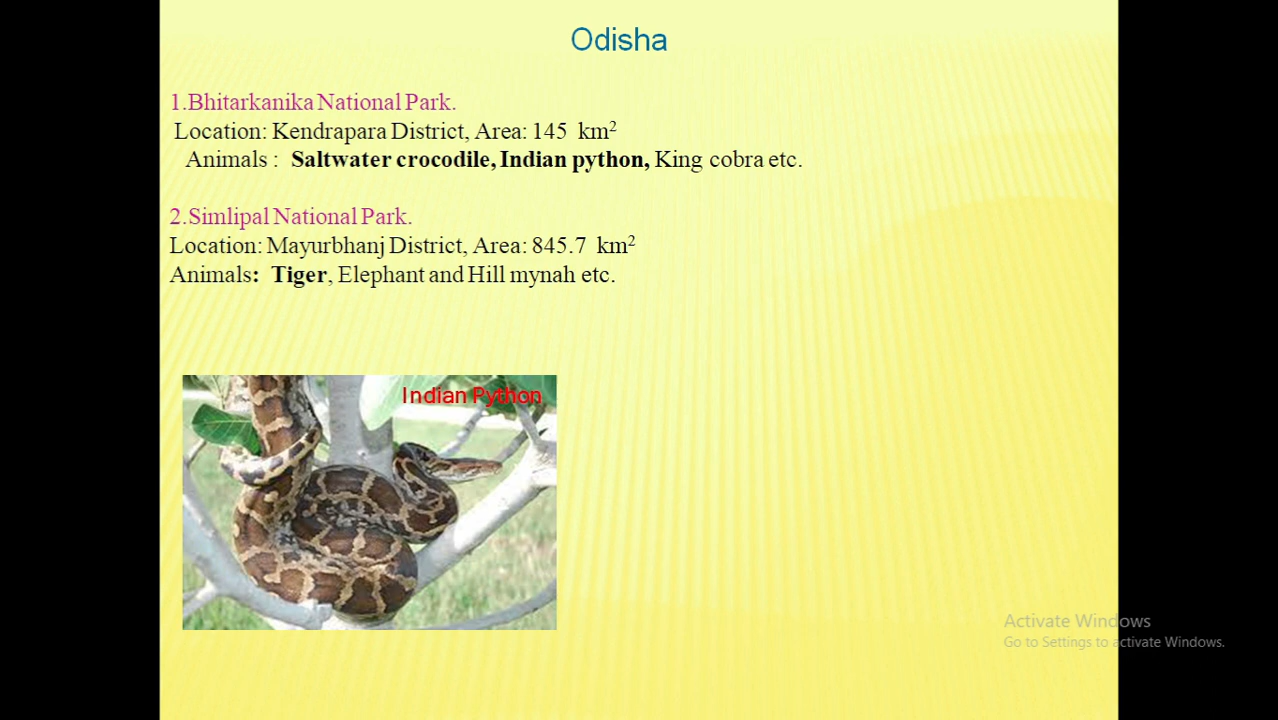 Odisha
1.Bhitarkanika National Park.
Location: Kendrapara District, Area: 145 km²
Animals : Saltwater crocodile, Indian python, King cobra etc.
2.Simlipal National Park.
Location: Mayurbhanj District, Area: 845.7 km²
Animals: Tiger, Elephant and Hill mynah etc.
Indian Python
Activate Windows
Go to Settings to activate Windows.